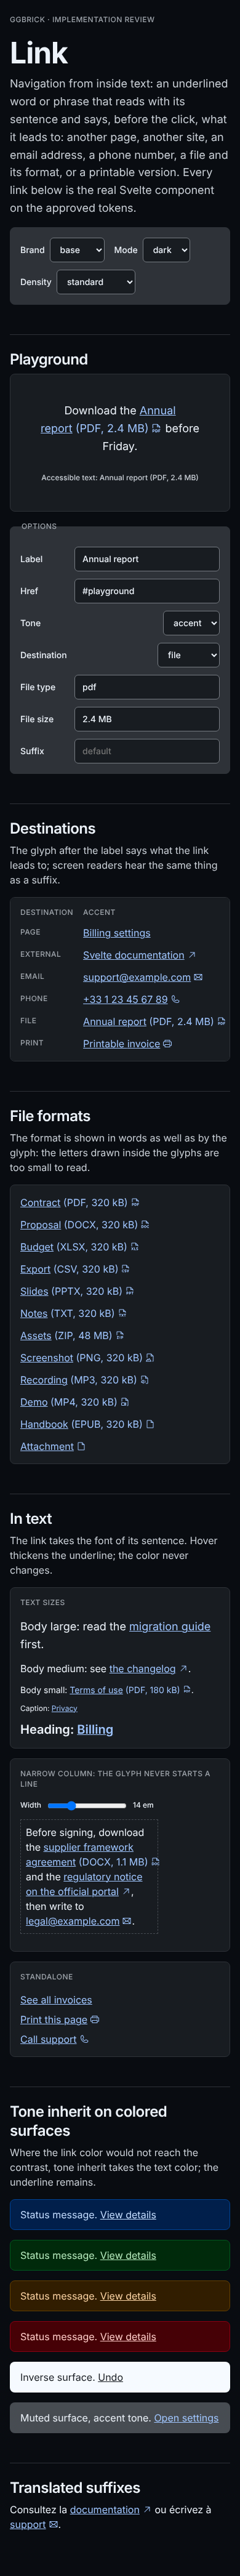 GGBRICK · IMPLEMENTATION REVIEW
Link
Navigation from inside text: an underlined
word or phrase that reads with its
sentence and says, before the click, what
it leads to: another page, another site, an
email address, a phone number, a file and
its format, or a printable version. Every
link below is the real Svelte component
on the approved tokens.
Brand base Mode dark
Density standard
Playground
Download the Annual
report (PDF, 2.4 MB) before
Friday.
Accessible text: Annual report (PDF, 2.4 MB)
OPTIONS
Label Annual report
Href #playground
Tone accent
Destination file
File type pdf
File size 2.4 MB
Suffix default
Destinations
The glyph after the label says what the link
leads to; screen readers hear the same thing
as a suffix.
DESTINATION ACCENT
PAGE Billing settings
EXTERNAL Svelte documentation
EMAIL support@example.com
PHONE +33 1 23 45 67 89
FILE Annual report (PDF, 2.4 MB)
PRINT Printable invoice
File formats
The format is shown in words as well as by the
glyph: the letters drawn inside the glyphs are
too small to read.
Contract (PDF, 320 kB)
Proposal (DOCX, 320 kB)
Budget (XLSX, 320 kB)
Export (CSV, 320 kB)
Slides (PPTX, 320 kB)
Notes (TXT, 320 kB)
Assets (ZIP, 48 MB)
Screenshot (PNG, 320 kB)
Recording (MP3, 320 kB)
Demo (MP4, 320 kB)
Handbook (EPUB, 320 kB)
Attachment
In text
The link takes the font of its sentence. Hover
thickens the underline; the color never
changes.
TEXT SIZES
Body large: read the migration guide
first.
Body medium: see the changelog.
Body small: Terms of use (PDF, 180 kB).
Caption: Privacy
Heading: Billing
NARROW COLUMN: THE GLYPH NEVER STARTS A
LINE
Width 14 em
Before signing, download
the supplier framework
agreement (DOCX, 1.1 MB)
and the regulatory notice
on the official portal,
then write to
legal@example.com.
STANDALONE
See all invoices
Print this page
Call support
Tone inherit on colored
surfaces
Where the link color would not reach the
contrast, tone inherit takes the text color; the
underline remains.
Status message. View details
Status message. View details
Status message. View details
Status message. View details
Inverse surface. Undo
Muted surface, accent tone. Open settings
Translated suffixes
Consultez la documentation ou écrivez à
support.